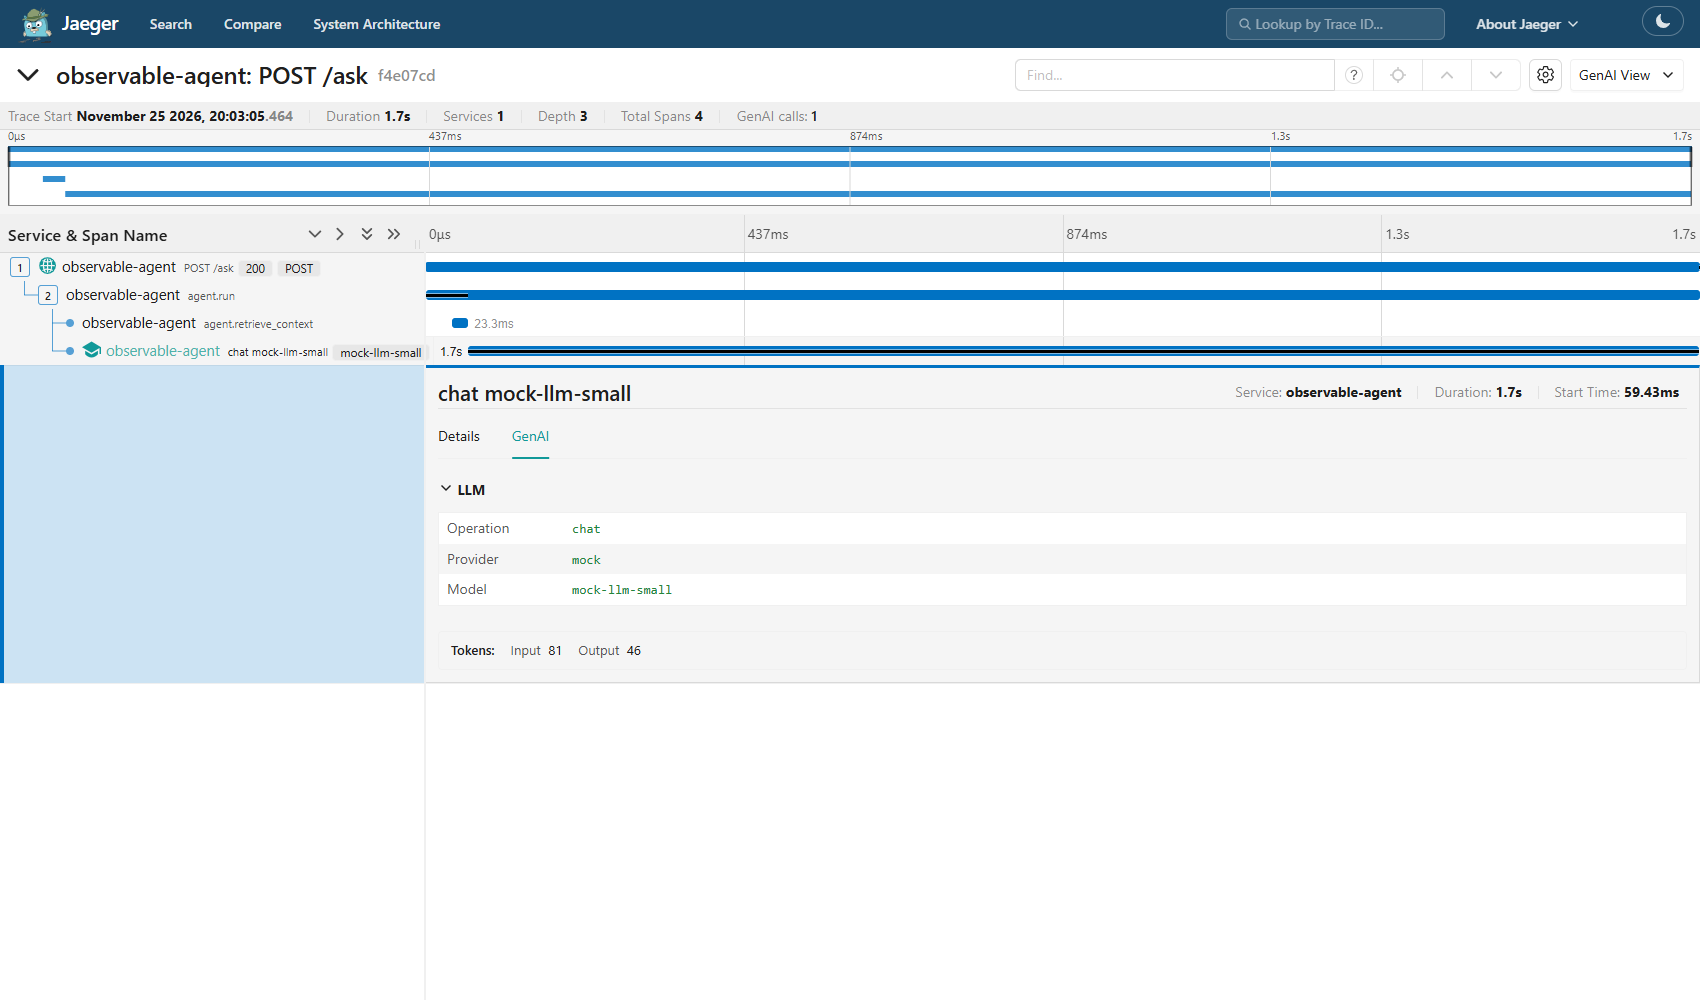 Jaeger Search Compare System Architecture Lookup by Trace ID... About Jaeger
observable-agent: POST /ask f4e07cd Find... ? GenAI View
Trace Start November 25 2026, 20:03:05.464 Duration 1.7s Services 1 Depth 3 Total Spans 4 GenAI calls: 1
0μs 437ms 874ms 1.3s 1.7s
Service & Span Name 0μs 437ms 874ms 1.3s 1.7s
1 observable-agent POST /ask 200 POST
2 observable-agent agent.run
observable-agent agent.retrieve_context 23.3ms
observable-agent chat mock-llm-small mock-llm-small 1.7s
chat mock-llm-small Service: observable-agent Duration: 1.7s Start Time: 59.43ms
Details GenAI
LLM
Operation chat
Provider mock
Model mock-llm-small
Tokens: Input 81 Output 46